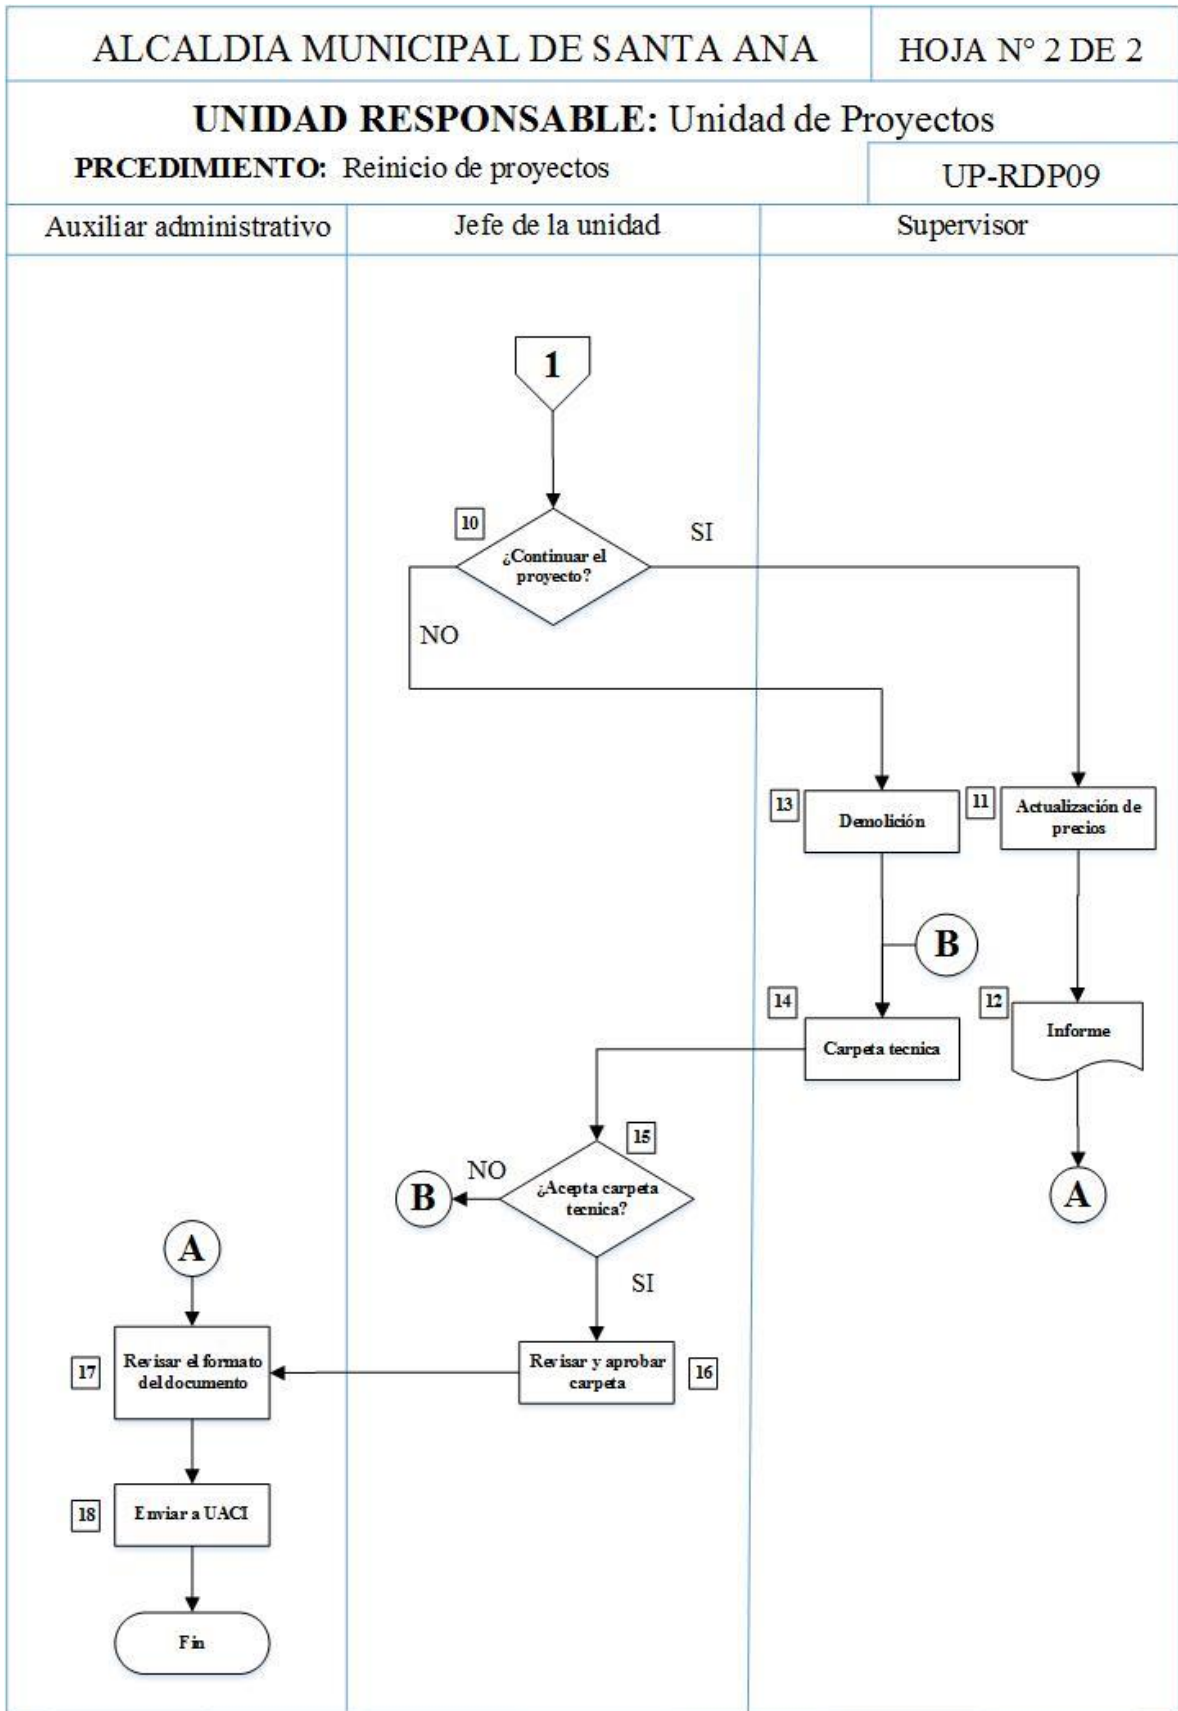 ALCALDIA MUNICIPAL DE SANTA ANA
HOJA N° 2 DE 2
UNIDAD RESPONSABLE: Unidad de Proyectos
PRCEDIMIENTO: Reinicio de proyectos
UP-RDP09
Auxiliar administrativo
Jefe de la unidad
Supervisor
1
10
¿Continuar el
proyecto?
SI
NO
13
Demolición
11
Actualización de
precios
B
14
Carpeta tecnica
12
Informe
A
15
¿Acepta carpeta
tecnica?
NO
B
SI
A
17
Revisar el formato
del documento
Revisar y aprobar
carpeta
16
18
Enviar a UACI
Fin